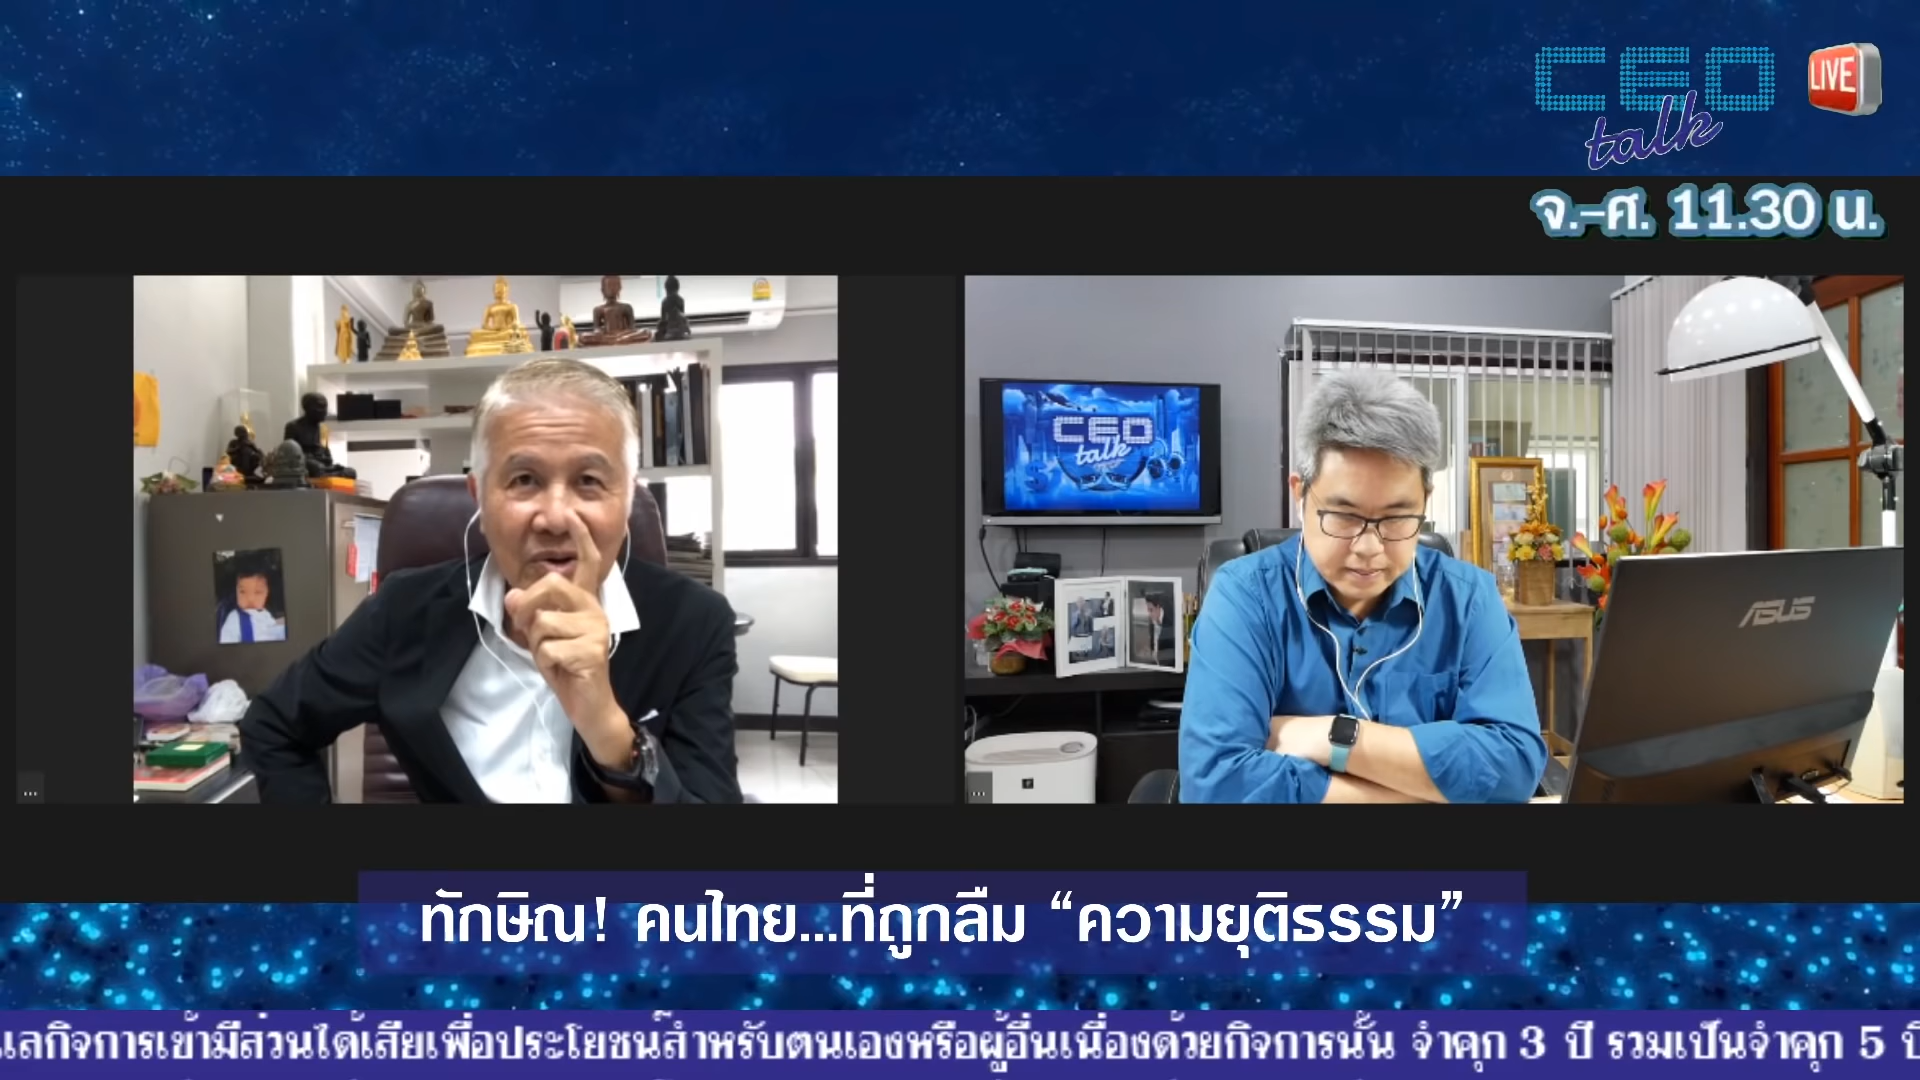 CEO
talk
LIVE
จ.-ศ. 11.30 น.
CEO
talk
ASUS
ทักษิณ! คนไทย...ที่ถูกลืม “ความยุติธรรม”
แลกิจการเข้ามีส่วนได้เสียเพื่อประโยชน์สำหรับตนเองหรือผู้อื่นเนื่องด้วยกิจการนั้น จำคุก 3 ปี รวมเป็นจำคุก 5 ปี